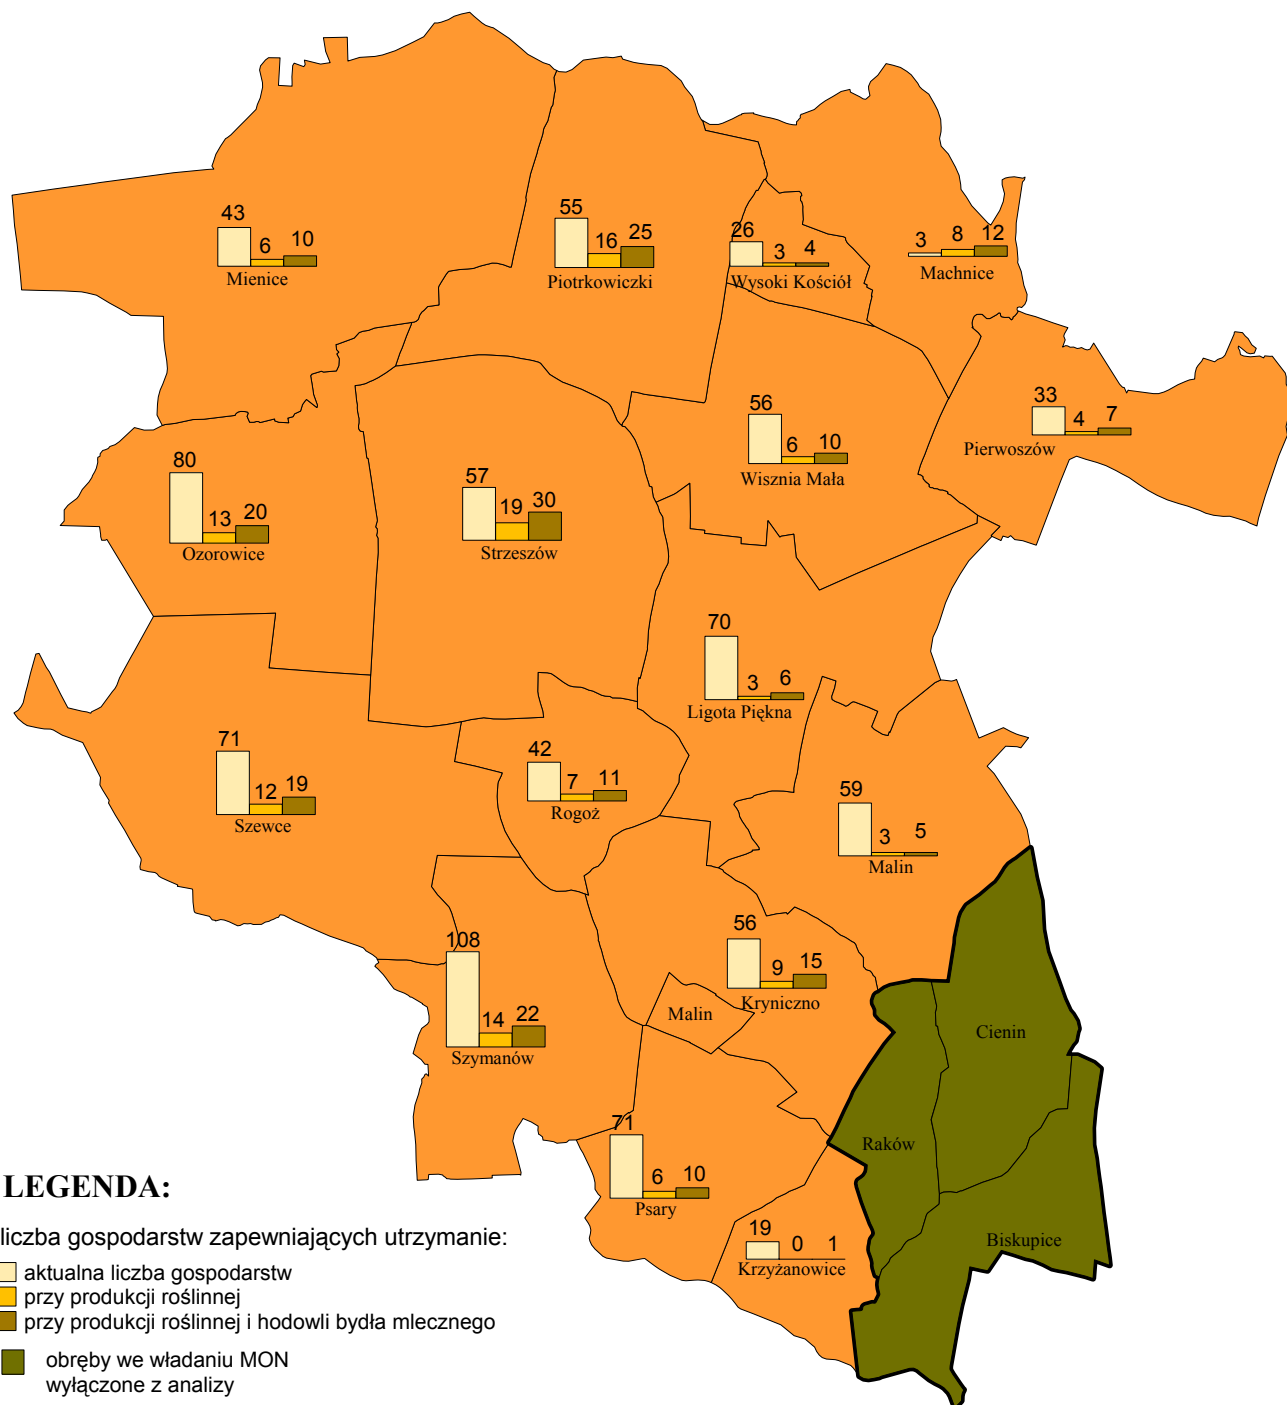 43
6
10
Mienice
55
16
25
Piotrkowiczki
26
3
4
Wysoki Kościół
3
8
12
Machnice
33
4
7
Pierwoszów
56
6
10
Wisznia Mała
80
13
20
Ozorowice
57
19
30
Strzeszów
70
3
6
Ligota Piękna
71
12
19
Szewce
42
7
11
Rogoż
59
3
5
Malin
108
14
22
Szymanów
56
9
15
Kryniczno
Malin
Cienin
Raków
Biskupice
71
6
10
Psary
19
0
1
Krzyżanowice
LEGENDA:
liczba gospodarstw zapewniających utrzymanie:
aktualna liczba gospodarstw
przy produkcji roślinnej
przy produkcji roślinnej i hodowli bydła mlecznego
obręby we władaniu MON
wyłączone z analizy